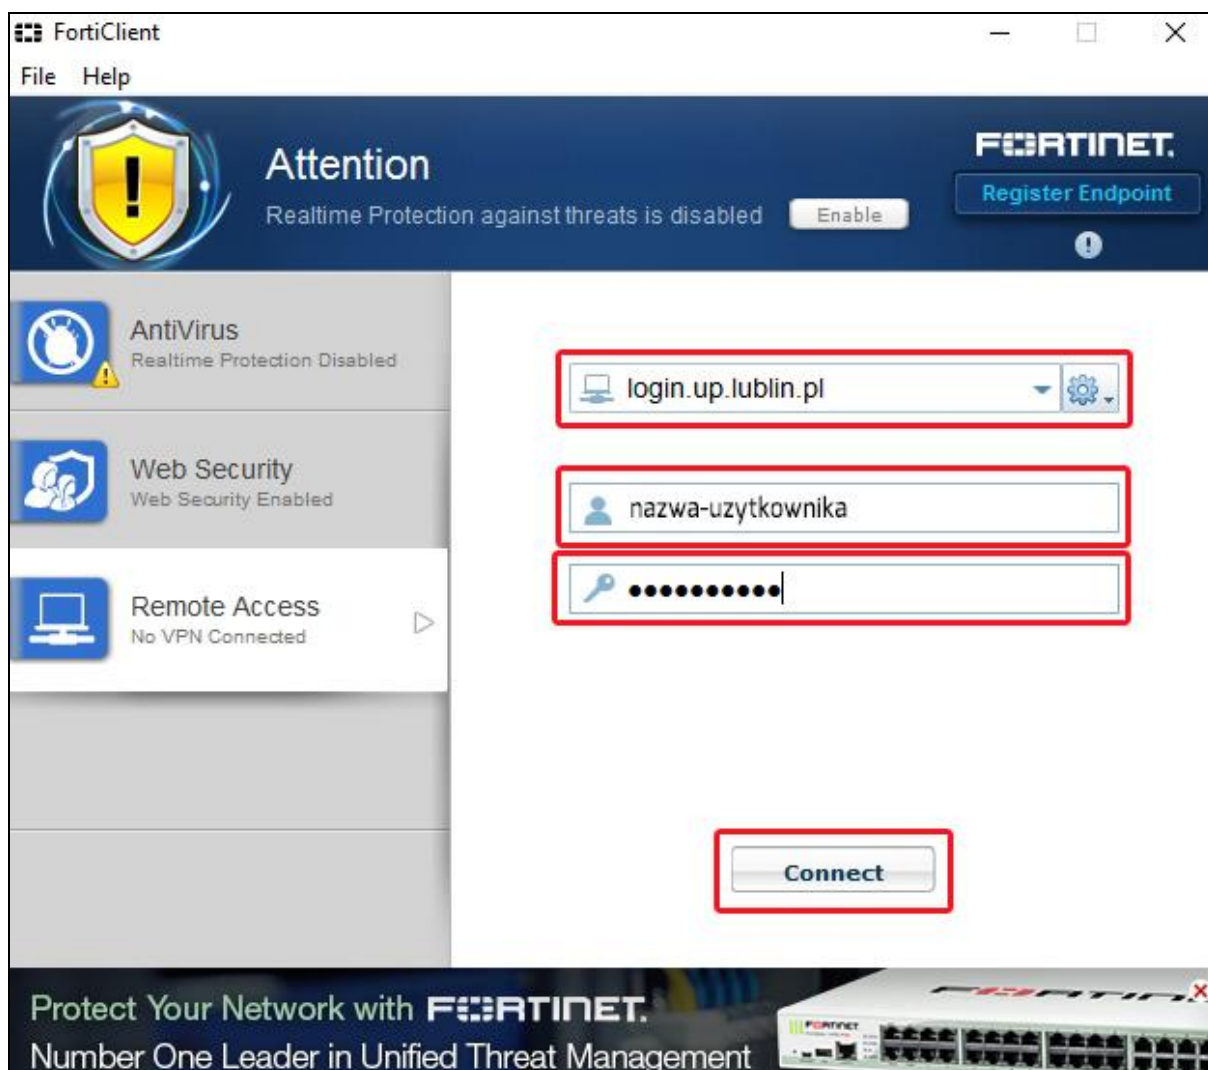 FortiClient
File Help
Attention
Realtime Protection against threats is disabled
Enable
FORTINET.
Register Endpoint
AntiVirus
Realtime Protection Disabled
Web Security
Web Security Enabled
Remote Access
No VPN Connected
login.up.lublin.pl
nazwa-uzytkownika
••••••••••
Connect
Protect Your Network with FORTINET.
Number One Leader in Unified Threat Management
FORTINET